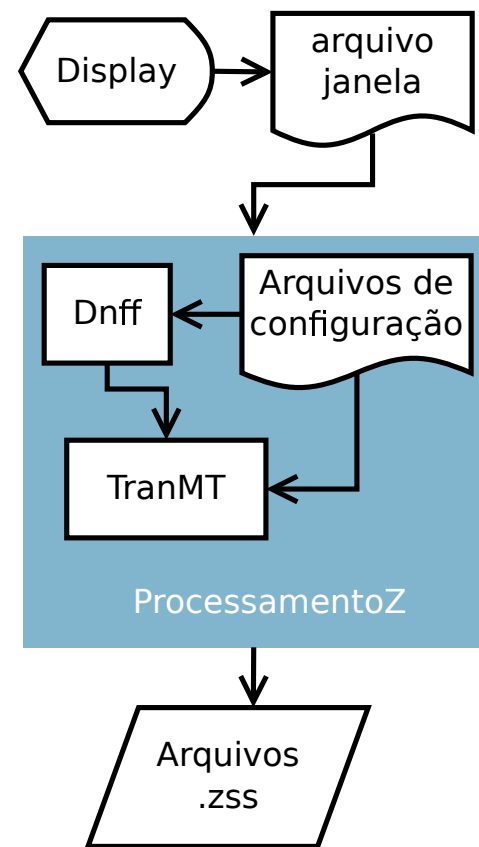 Display
arquivo
janela
Dnff
Arquivos de
configuração
TranMT
ProcessamentoZ
Arquivos
.zss